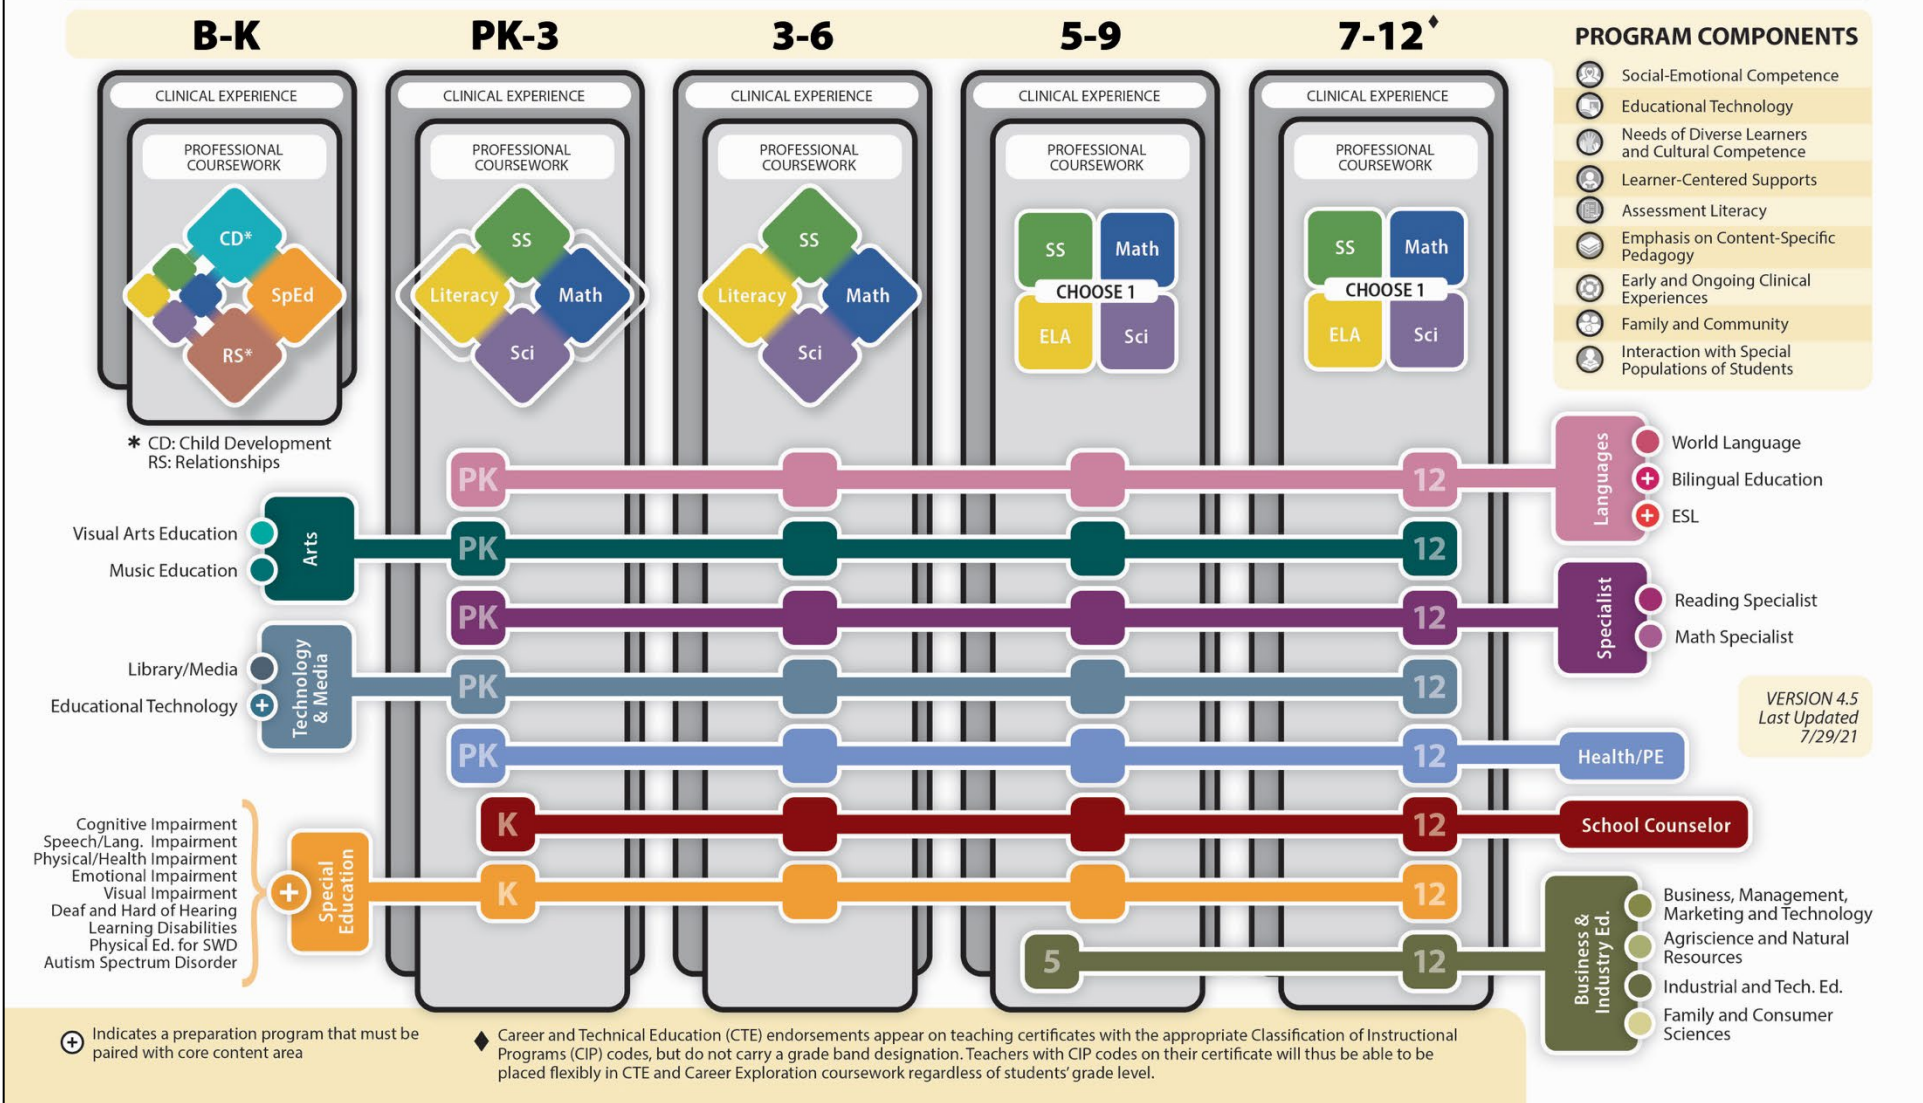 B-K
PK-3
3-6
5-9
7-12♦
PROGRAM COMPONENTS
Social-Emotional Competence
Educational Technology
Needs of Diverse Learners
and Cultural Competence
Learner-Centered Supports
Assessment Literacy
Emphasis on Content-Specific
Pedagogy
Early and Ongoing Clinical
Experiences
Family and Community
Interaction with Special
Populations of Students
CLINICAL EXPERIENCE
PROFESSIONAL
COURSEWORK
CD*
SpEd
RS*
CLINICAL EXPERIENCE
PROFESSIONAL
COURSEWORK
SS
Literacy
Math
Sci
CLINICAL EXPERIENCE
PROFESSIONAL
COURSEWORK
SS
Literacy
Math
Sci
CLINICAL EXPERIENCE
PROFESSIONAL
COURSEWORK
SS
Math
CHOOSE 1
ELA
Sci
CLINICAL EXPERIENCE
PROFESSIONAL
COURSEWORK
SS
Math
CHOOSE 1
ELA
Sci
* CD: Child Development
RS: Relationships
PK
12
Languages
World Language
Bilingual Education
ESL
Visual Arts Education
Music Education
Arts
PK
12
PK
12
Specialist
Reading Specialist
Math Specialist
Library/Media
Educational Technology
Technology
& Media
PK
12
VERSION 4.5
Last Updated
7/29/21
PK
12
Health/PE
K
12
School Counselor
Cognitive Impairment
Speech/Lang. Impairment
Physical/Health Impairment
Emotional Impairment
Visual Impairment
Deaf and Hard of Hearing
Learning Disabilities
Physical Ed. for SWD
Autism Spectrum Disorder
Special
Education
K
12
5
12
Business &
Industry Ed.
Business, Management,
Marketing and Technology
Agriscience and Natural
Resources
Industrial and Tech. Ed.
Family and Consumer
Sciences
Indicates a preparation program that must be
paired with core content area
♦ Career and Technical Education (CTE) endorsements appear on teaching certificates with the appropriate Classification of Instructional
Programs (CIP) codes, but do not carry a grade band designation. Teachers with CIP codes on their certificate will thus be able to be
placed flexibly in CTE and Career Exploration coursework regardless of students' grade level.